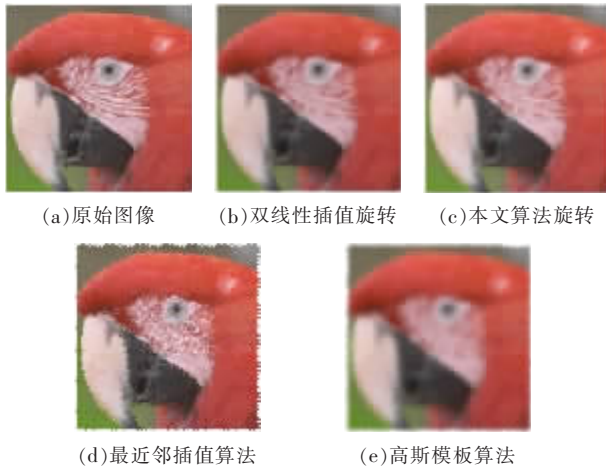 (a)原始图像
(b)双线性插值旋转
(c)本文算法旋转
(d)最近邻插值算法
(e)高斯模板算法